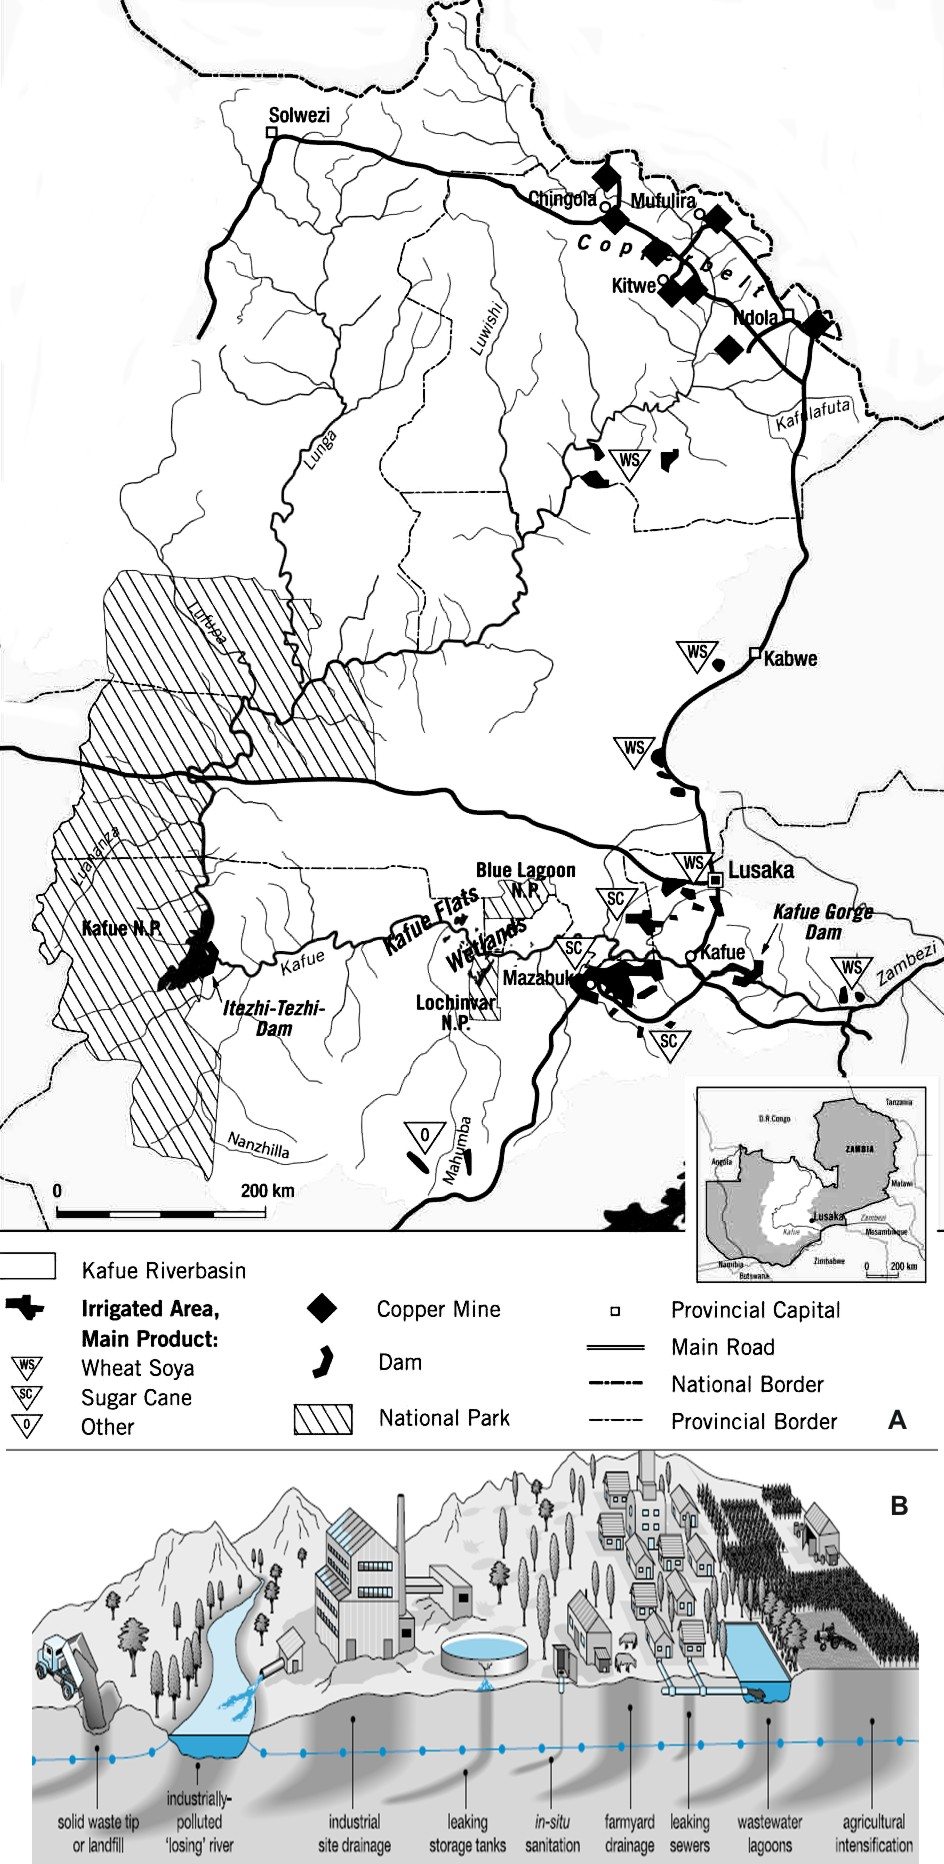 Solwezi
Chingola
Mufulira
Copperbelt
Kitwe
Ndola
Luwishi
Kafulafuta
Lunga
WS
Lufupa
WS
Kabwe
WS
Luananza
WS
Lusaka
Blue Lagoon
N.P.
SC
Kafue Flats
Wetlands
Kafue Gorge
Dam
Kafue N.P.
Kafue
SC
Kafue
WS
Zambezi
Mazabuk
Lochinvar
N.P.
Itezhi-Tezhi-
Dam
SC
O
Mahumba
Nanzhilla
0 200 km
D.R.Congo
Tanzania
Angola
ZAMBIA
Malawi
Lusaka
Zambezi
Kafue
Mosambique
Namibia
Zimbabwe
Botswana
0 200 km
Kafue Riverbasin
Irrigated Area,
Main Product:
WS Wheat Soya
SC Sugar Cane
O Other
Copper Mine
Dam
National Park
Provincial Capital
Main Road
National Border
Provincial Border
A
B
solid waste tip
or landfill
industrially-
polluted
'losing' river
industrial
site drainage
leaking
storage tanks
in-situ
sanitation
farmyard
drainage
leaking
sewers
wastewater
lagoons
agricultural
intensification